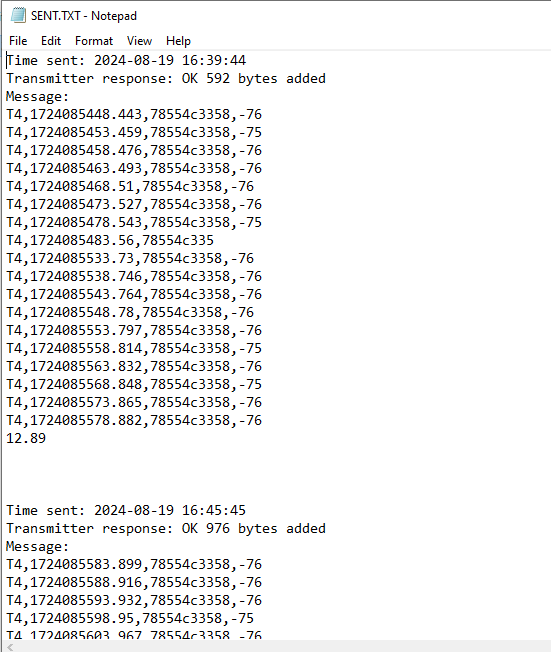 SENT.TXT - Notepad
File Edit Format View Help
Time sent: 2024-08-19 16:39:44
Transmitter response: OK 592 bytes added
Message:
T4,1724085448.443,78554c3358,-76
T4,1724085453.459,78554c3358,-75
T4,1724085458.476,78554c3358,-76
T4,1724085463.493,78554c3358,-76
T4,1724085468.51,78554c3358,-76
T4,1724085473.527,78554c3358,-76
T4,1724085478.543,78554c3358,-75
T4,1724085483.56,78554c335
T4,1724085533.73,78554c3358,-76
T4,1724085538.746,78554c3358,-76
T4,1724085543.764,78554c3358,-76
T4,1724085548.78,78554c3358,-76
T4,1724085553.797,78554c3358,-76
T4,1724085558.814,78554c3358,-75
T4,1724085563.832,78554c3358,-76
T4,1724085568.848,78554c3358,-75
T4,1724085573.865,78554c3358,-76
T4,1724085578.882,78554c3358,-76
12.89
Time sent: 2024-08-19 16:45:45
Transmitter response: OK 976 bytes added
Message:
T4,1724085583.899,78554c3358,-76
T4,1724085588.916,78554c3358,-76
T4,1724085593.932,78554c3358,-76
T4,1724085598.95,78554c3358,-75
T4,1724085603.967,78554c3358,-76